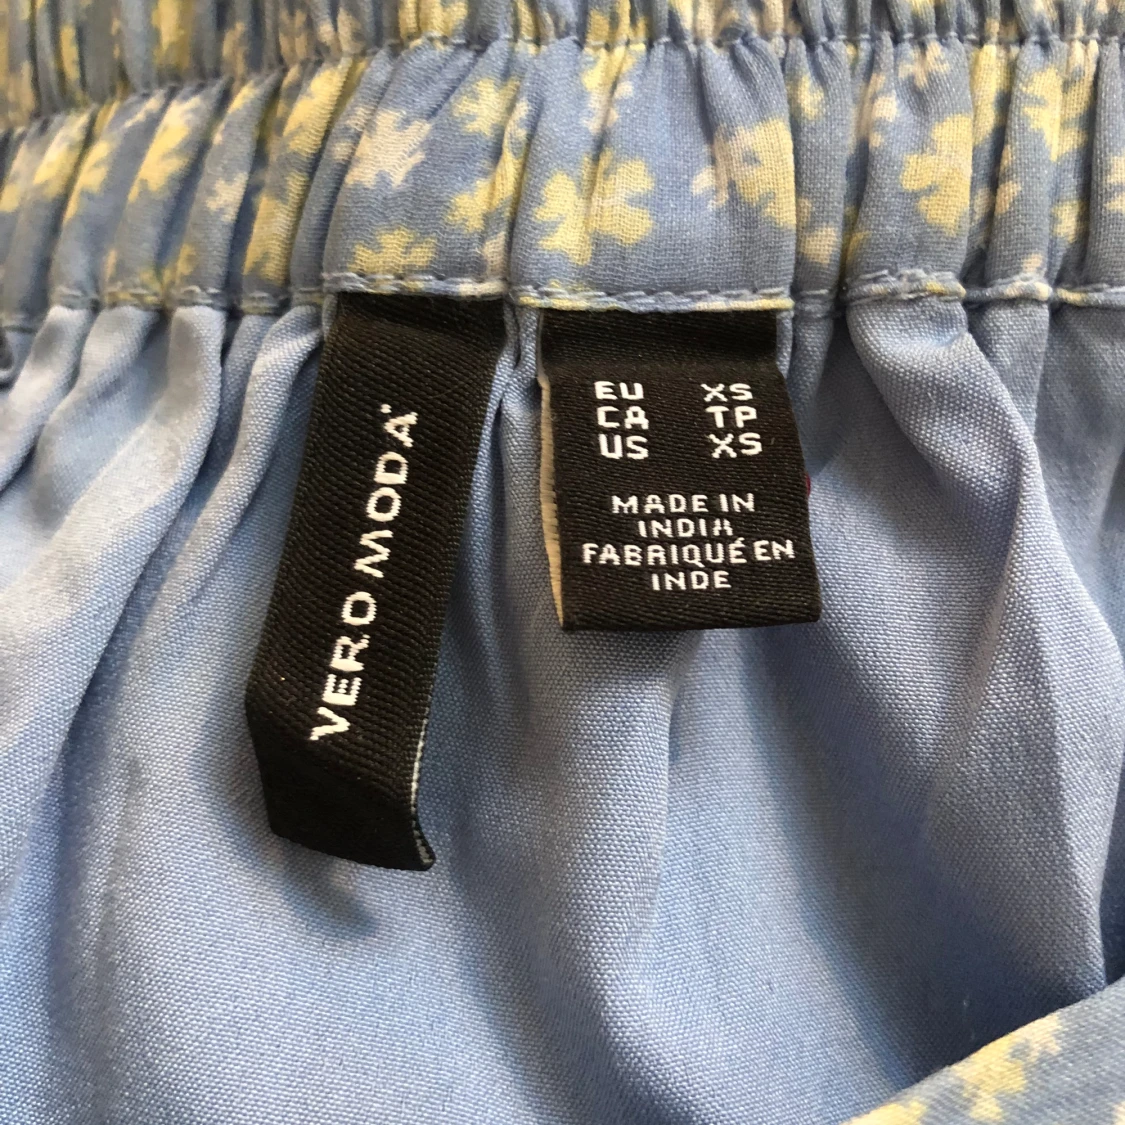 VERO MODA
EU XS
CA TP
US XS
MADE IN
INDIA
FABRIQUÉ EN
INDE